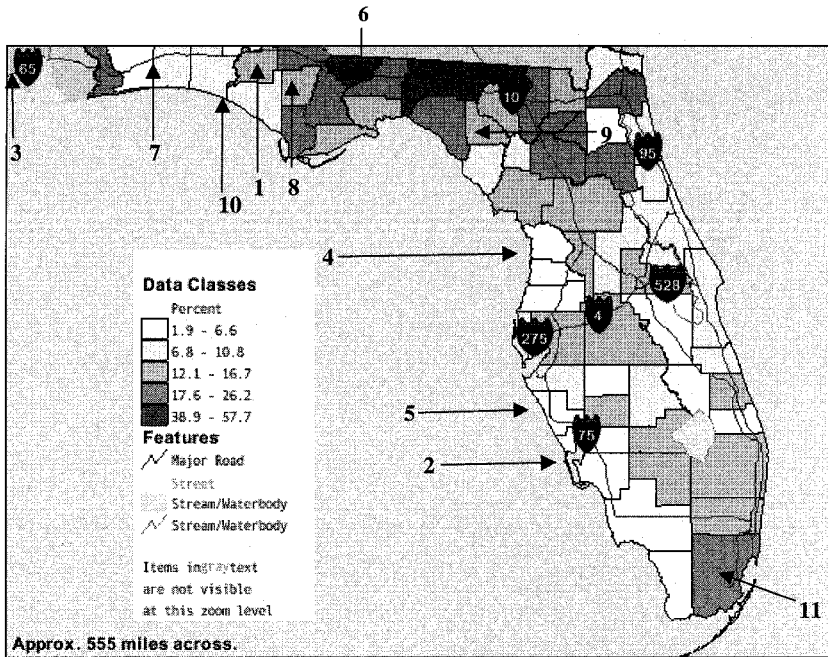 6
65
10
3
7
10
1
8
9
95
4
528
4
275
5
75
2
11
Data Classes
Percent
1.9 - 6.6
6.8 - 10.8
12.1 - 16.7
17.6 - 26.2
38.9 - 57.7
Features
Major Road
Street
Stream/Waterbody
Stream/Waterbody
Items in gray text
are not visible
at this zoom level
Approx. 555 miles across.